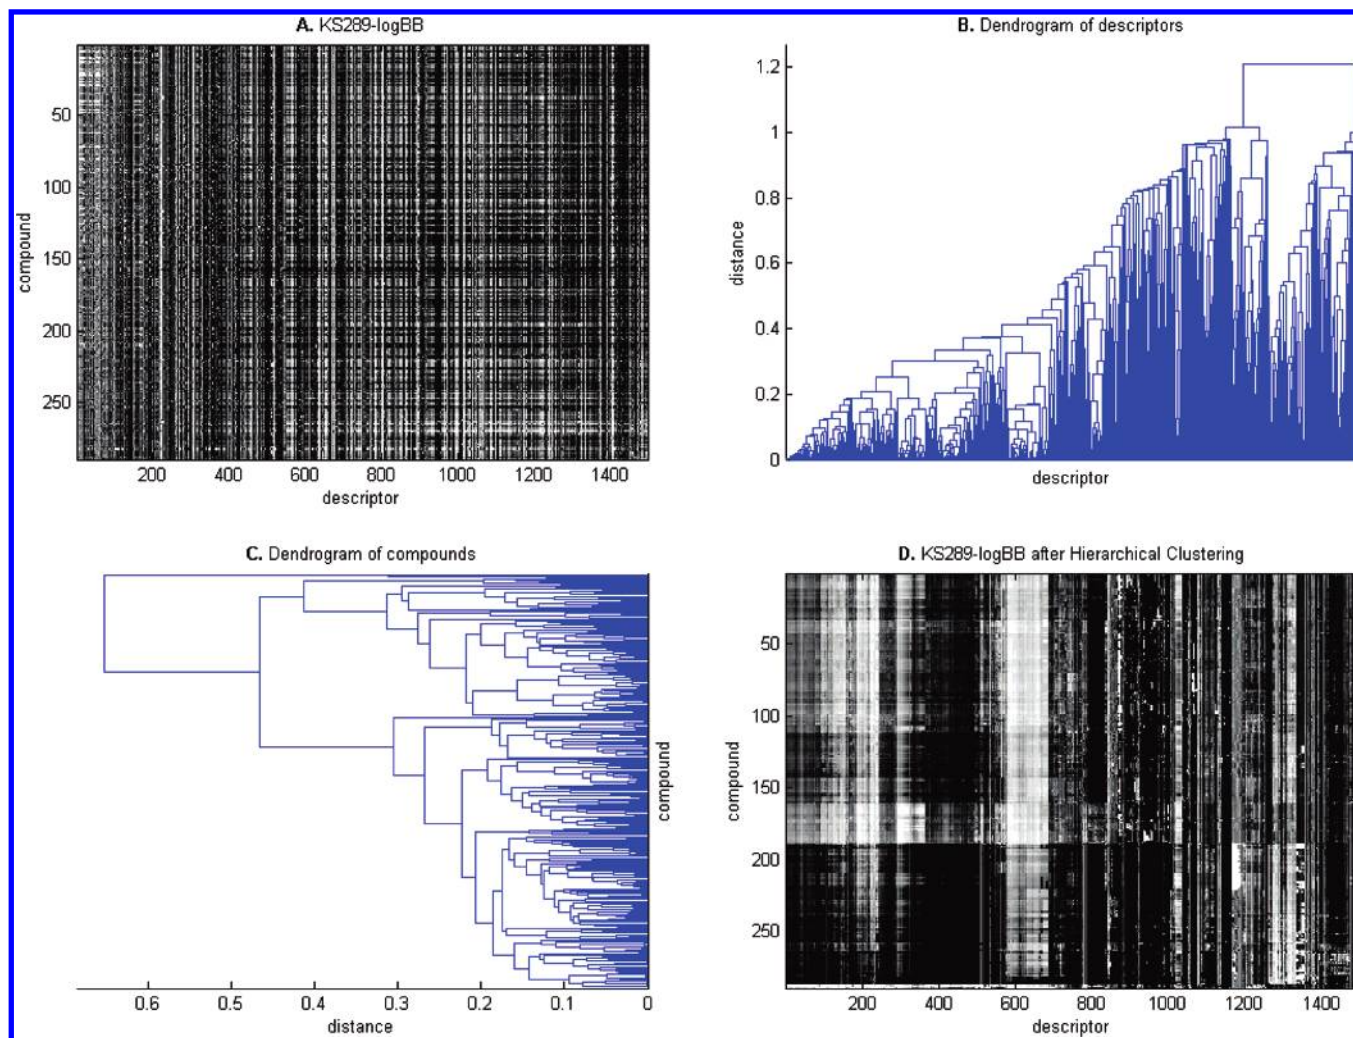 A. KS289-logBB
compound
50
100
150
200
250
200 400 600 800 1000 1200 1400
descriptor
B. Dendrogram of descriptors
distance
1.2
1
0.8
0.6
0.4
0.2
0
descriptor
C. Dendrogram of compounds
compound
0.6 0.5 0.4 0.3 0.2 0.1 0
distance
D. KS289-logBB after Hierarchical Clustering
compound
50
100
150
200
250
200 400 600 800 1000 1200 1400
descriptor